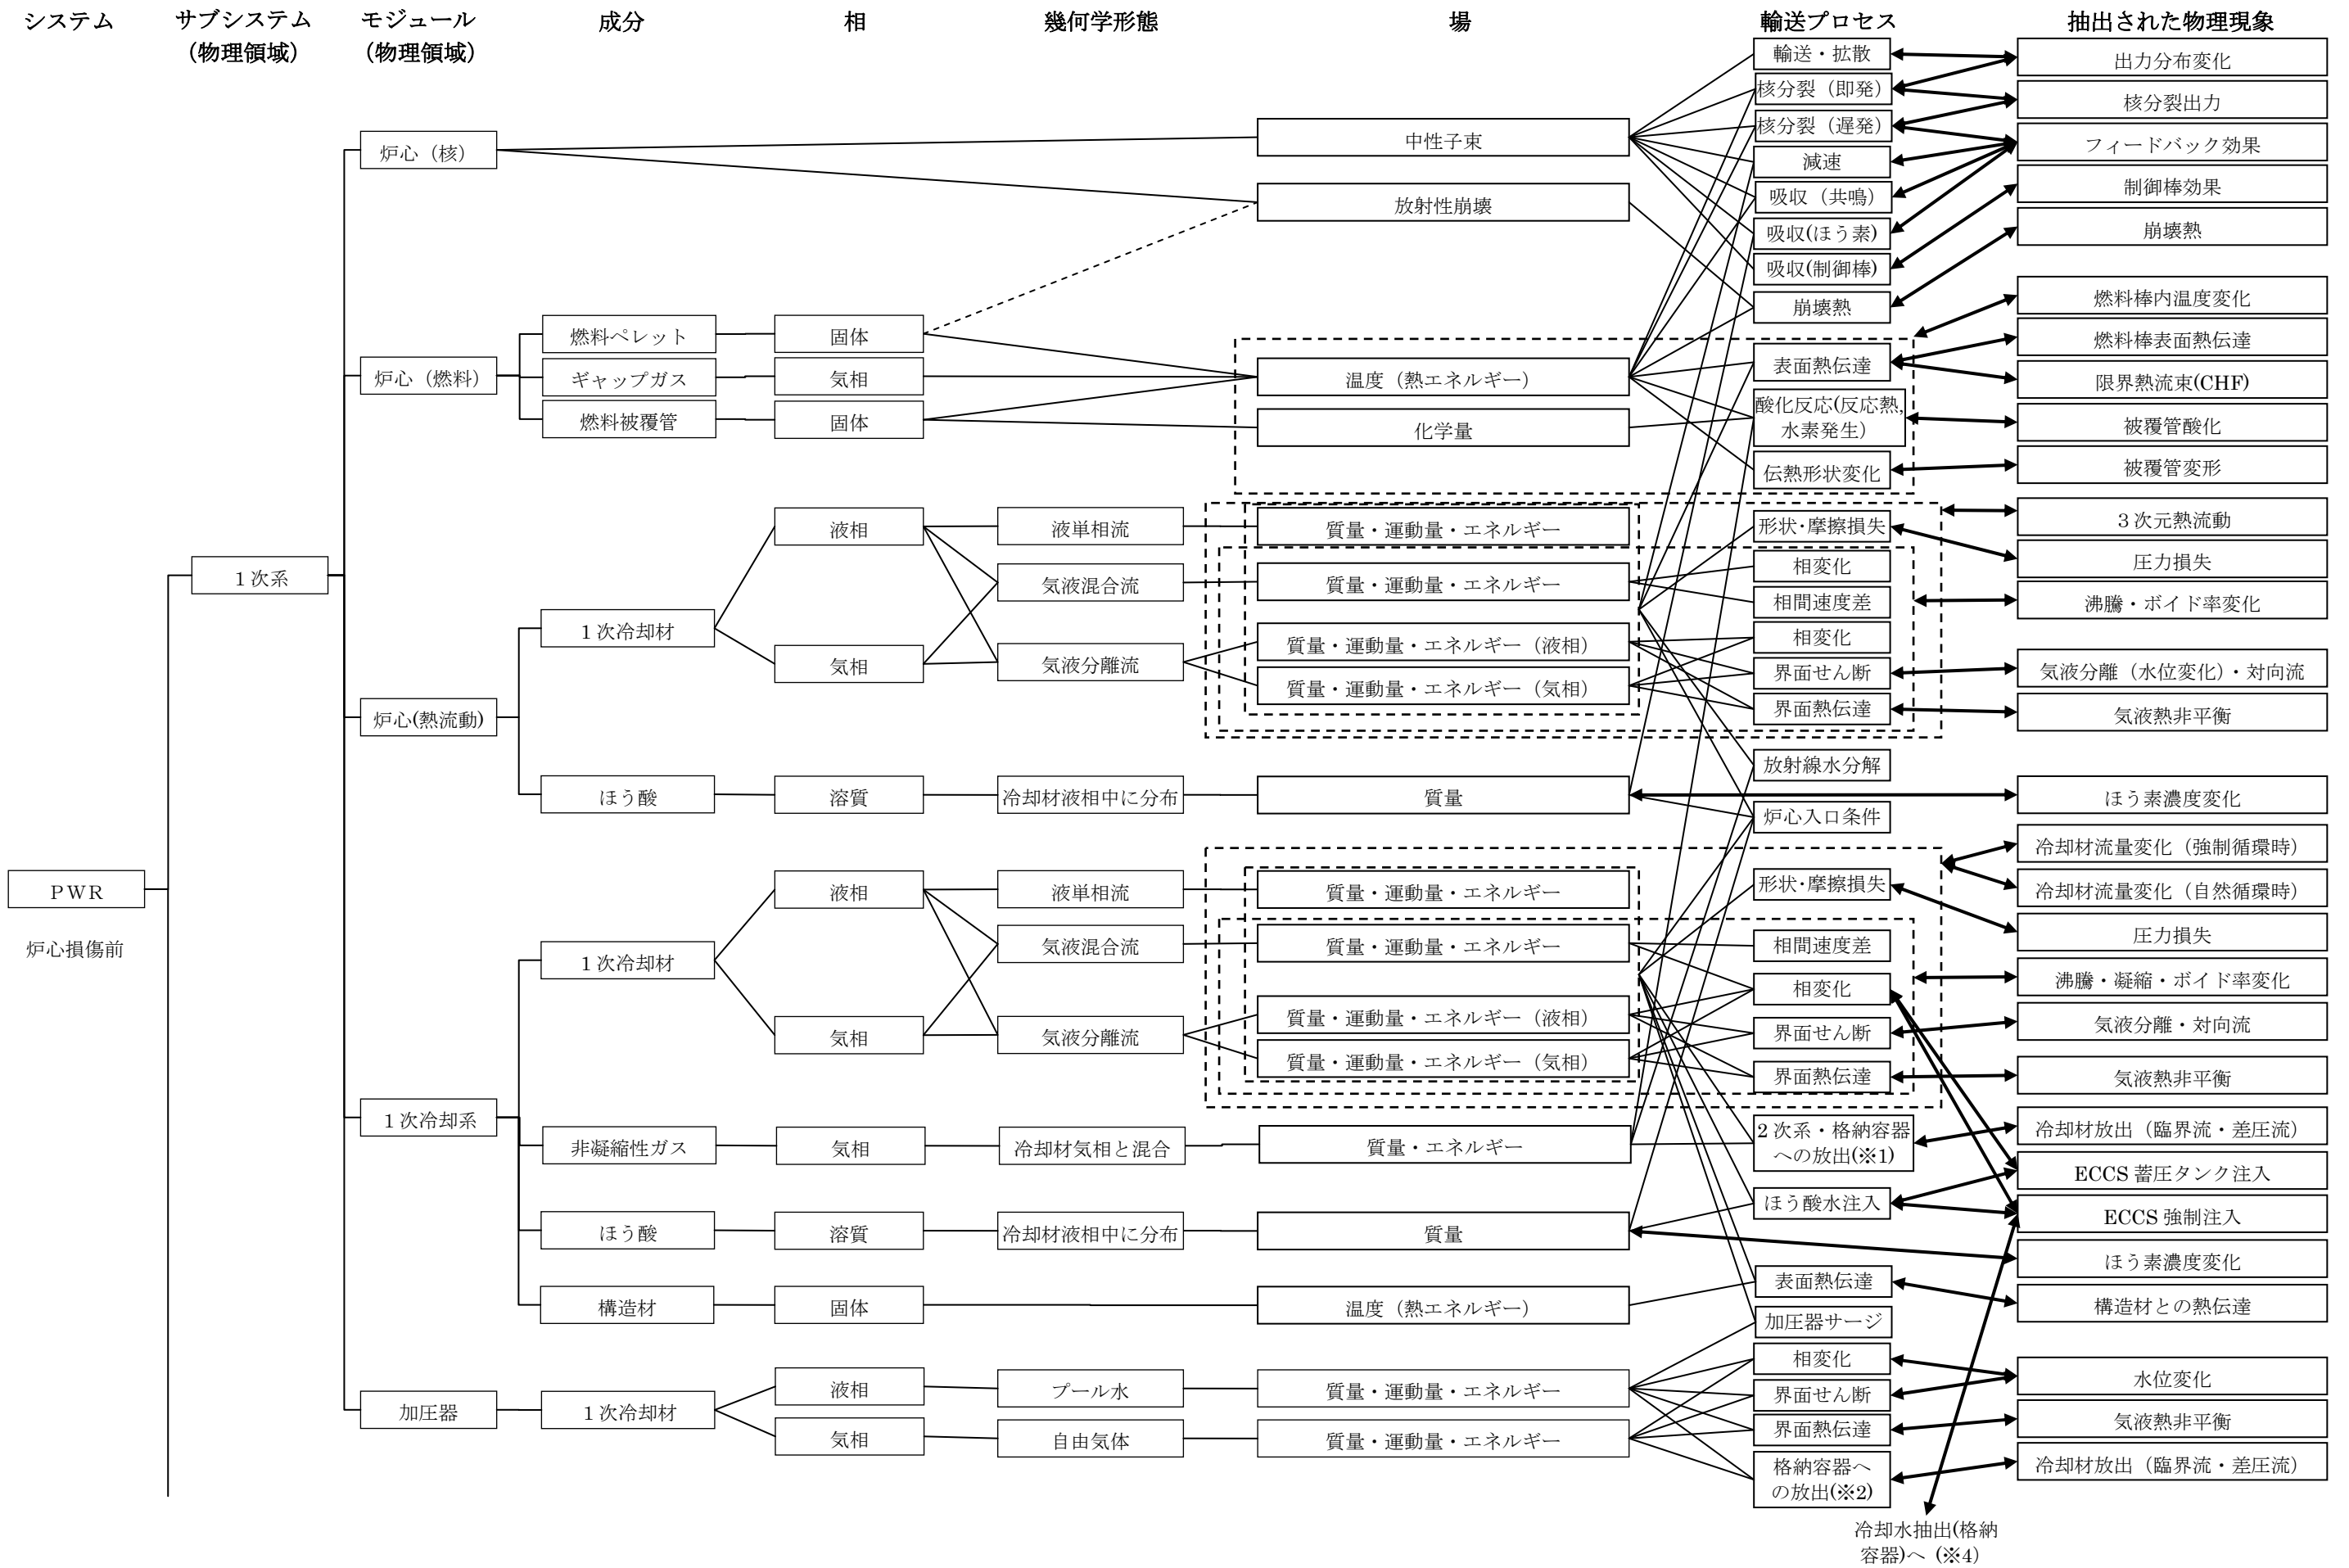 システム
サブシステム
（物理領域）
モジュール
（物理領域）
成分
相
幾何学形態
場
輸送プロセス
抽出された物理現象
ＰＷＲ
炉心損傷前
１次系
炉心（核）
炉心（燃料）
炉心(熱流動)
１次冷却系
加圧器
燃料ペレット
ギャップガス
燃料被覆管
１次冷却材
ほう酸
１次冷却材
非凝縮性ガス
ほう酸
構造材
１次冷却材
固体
気相
固体
液相
気相
溶質
液相
気相
気相
溶質
固体
液相
気相
液単相流
気液混合流
気液分離流
冷却材液相中に分布
液単相流
気液混合流
気液分離流
冷却材気相と混合
冷却材液相中に分布
プール水
自由気体
中性子束
放射性崩壊
温度（熱エネルギー）
化学量
質量・運動量・エネルギー
質量・運動量・エネルギー
質量・運動量・エネルギー（液相）
質量・運動量・エネルギー（気相）
質量
質量・運動量・エネルギー
質量・運動量・エネルギー
質量・運動量・エネルギー（液相）
質量・運動量・エネルギー（気相）
質量・エネルギー
質量
温度（熱エネルギー）
質量・運動量・エネルギー
質量・運動量・エネルギー
輸送・拡散
核分裂（即発）
核分裂（遅発）
減速
吸収（共鳴）
吸収(ほう素)
吸収(制御棒)
崩壊熱
表面熱伝達
酸化反応(反応熱,
水素発生）
伝熱形状変化
形状･摩擦損失
相変化
相間速度差
相変化
界面せん断
界面熱伝達
放射線水分解
炉心入口条件
形状･摩擦損失
相間速度差
相変化
界面せん断
界面熱伝達
２次系・格納容器
への放出(※1)
ほう酸水注入
表面熱伝達
加圧器サージ
相変化
界面せん断
界面熱伝達
格納容器へ
の放出(※2)
冷却水抽出(格納
容器)へ (※4)
出力分布変化
核分裂出力
フィードバック効果
制御棒効果
崩壊熱
燃料棒内温度変化
燃料棒表面熱伝達
限界熱流束(CHF)
被覆管酸化
被覆管変形
３次元熱流動
圧力損失
沸騰・ボイド率変化
気液分離（水位変化）・対向流
気液熱非平衡
ほう素濃度変化
冷却材流量変化（強制循環時）
冷却材流量変化（自然循環時）
圧力損失
沸騰・凝縮・ボイド率変化
気液分離・対向流
気液熱非平衡
冷却材放出（臨界流・差圧流）
ECCS 蓄圧タンク注入
ECCS 強制注入
ほう素濃度変化
構造材との熱伝達
水位変化
気液熱非平衡
冷却材放出（臨界流・差圧流）